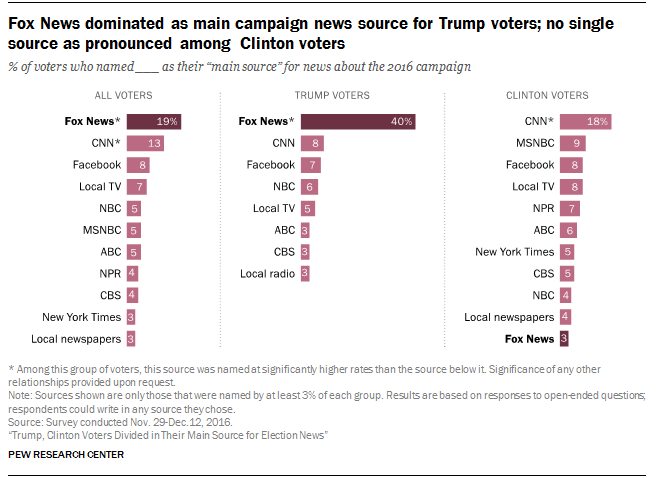 Fox News dominated as main campaign news source for Trump voters; no single
source as pronounced among Clinton voters
% of voters who named ___ as their “main source” for news about the 2016 campaign
ALL VOTERS
Fox News* 19%
CNN* 13
Facebook 8
Local TV 7
NBC 5
MSNBC 5
ABC 5
NPR 4
CBS 4
New York Times 3
Local newspapers 3
TRUMP VOTERS
Fox News* 40%
CNN 8
Facebook 7
NBC 6
Local TV 5
ABC 3
CBS 3
Local radio 3
CLINTON VOTERS
CNN* 18%
MSNBC 9
Facebook 8
Local TV 8
NPR 7
ABC 6
New York Times 5
CBS 5
NBC 4
Local newspapers 4
Fox News 3
* Among this group of voters, this source was named at significantly higher rates than the source below it. Significance of any other
relationships provided upon request.
Note: Sources shown are only those that were named by at least 3% of each group. Results are based on responses to open-ended questions;
respondents could write in any source they chose.
Source: Survey conducted Nov. 29-Dec. 12, 2016.
“Trump, Clinton Voters Divided in Their Main Source for Election News”
PEW RESEARCH CENTER